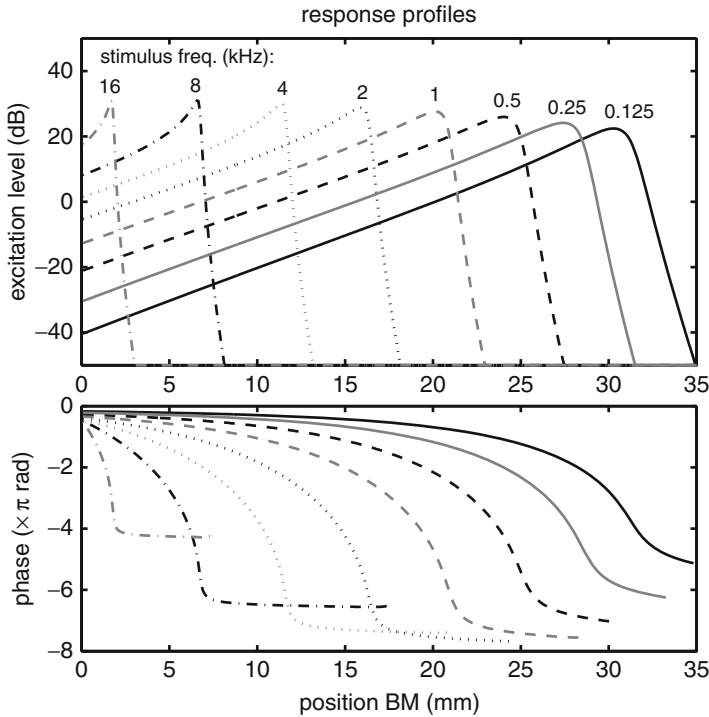 response profiles
stimulus freq. (kHz):
16 8 4 2 1 0.5 0.25 0.125
excitation level (dB)
40
20
0
−20
−40
0 5 10 15 20 25 30 35
phase (× π rad)
0
−2
−4
−6
−8
0 5 10 15 20 25 30 35
position BM (mm)